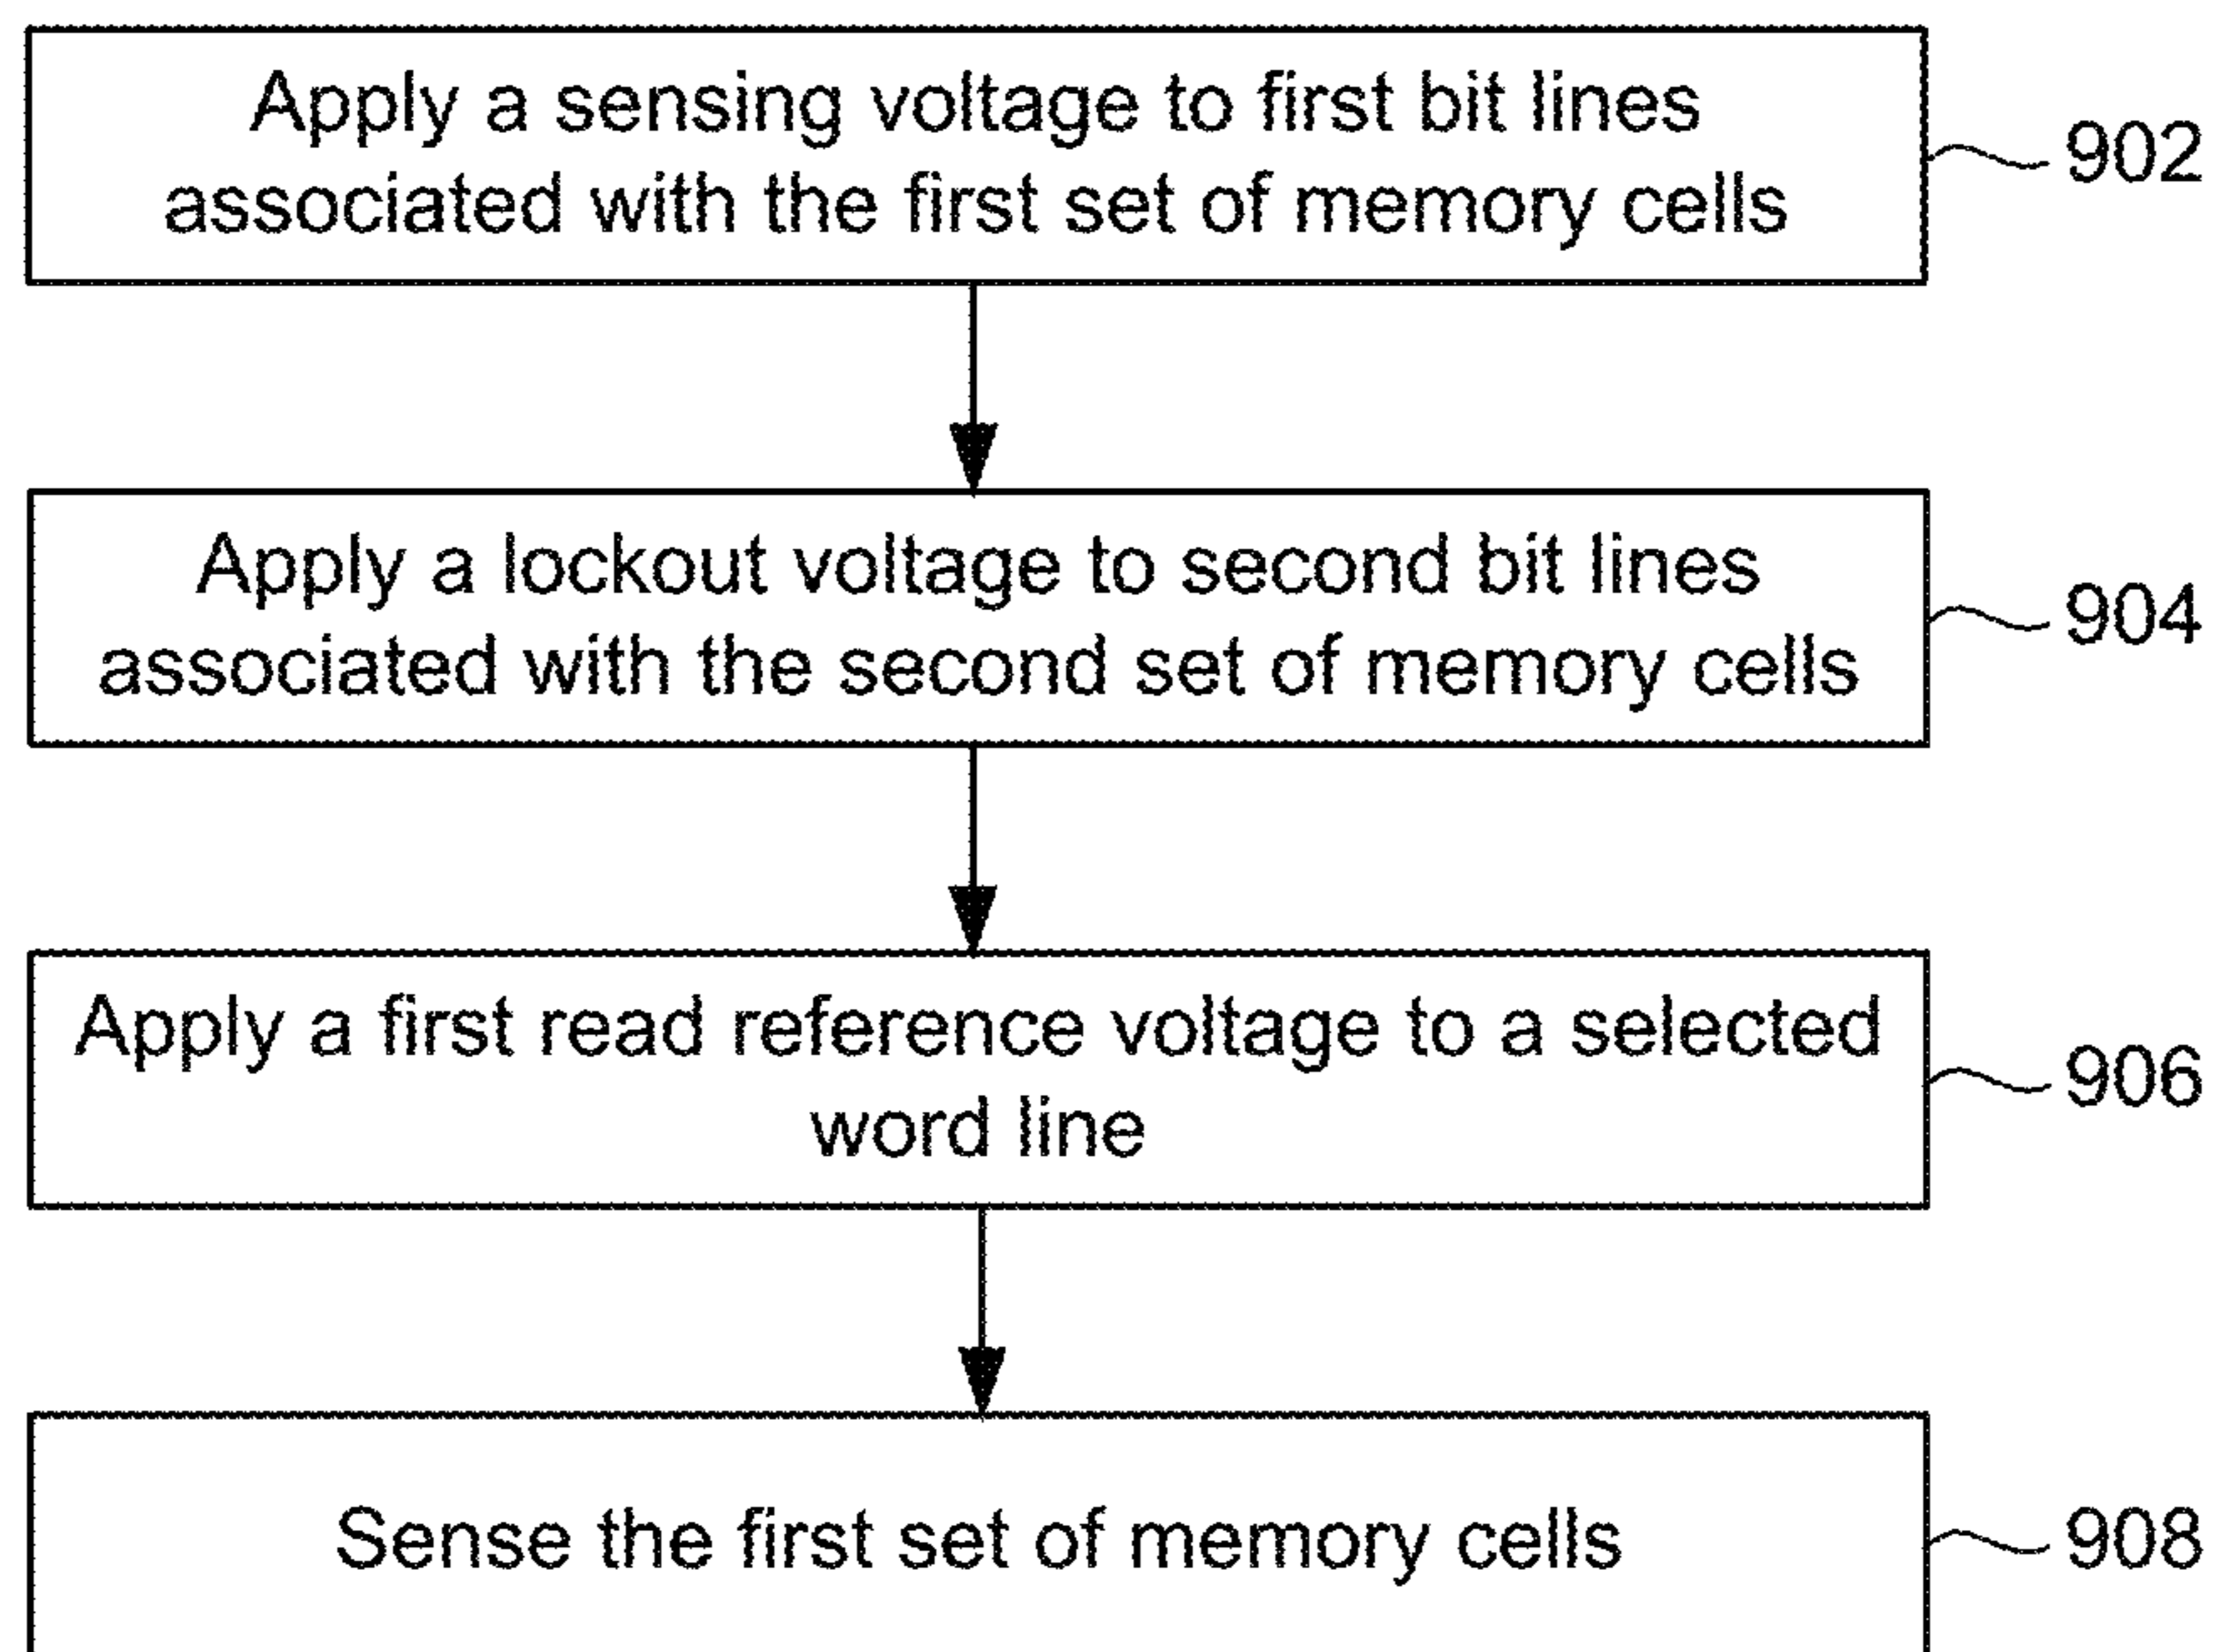 Apply a sensing voltage to first bit lines
associated with the first set of memory cells
902
Apply a lockout voltage to second bit lines
associated with the second set of memory cells
904
Apply a first read reference voltage to a selected
word line
906
Sense the first set of memory cells
908